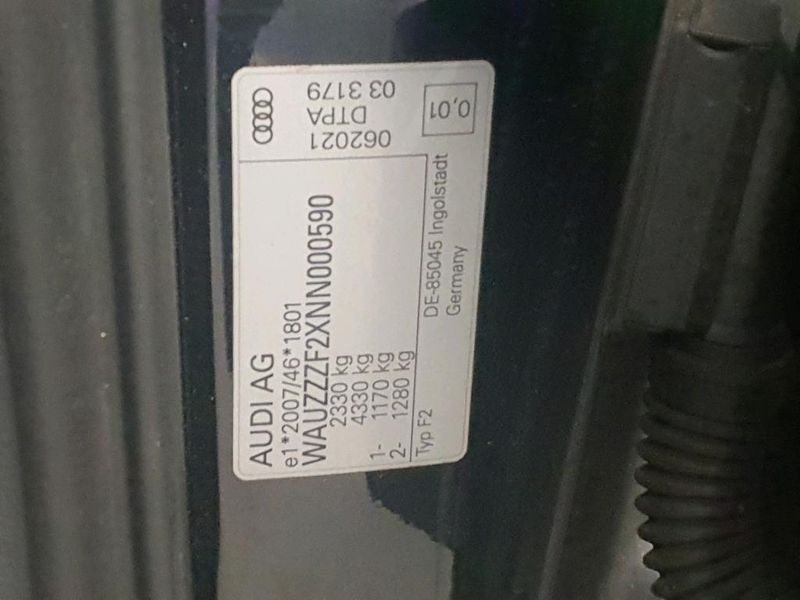 AUDI AG
e1*2007/46*1801
WAUZZZF2XNN000590
2330 kg
4330 kg
1- 1170 kg
2- 1280 kg
Typ F2
DE-85045 Ingolstadt
Germany
062021
DTPA
03 3179
0,01